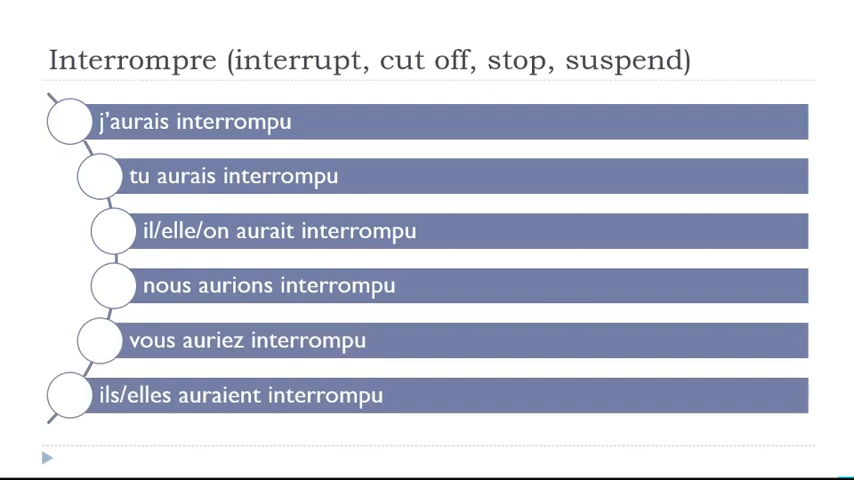 Interrompre (interrupt, cut off, stop, suspend)
j’aurais interrompu
tu aurais interrompu
il/elle/on aurait interrompu
nous aurions interrompu
vous auriez interrompu
ils/elles auraient interrompu